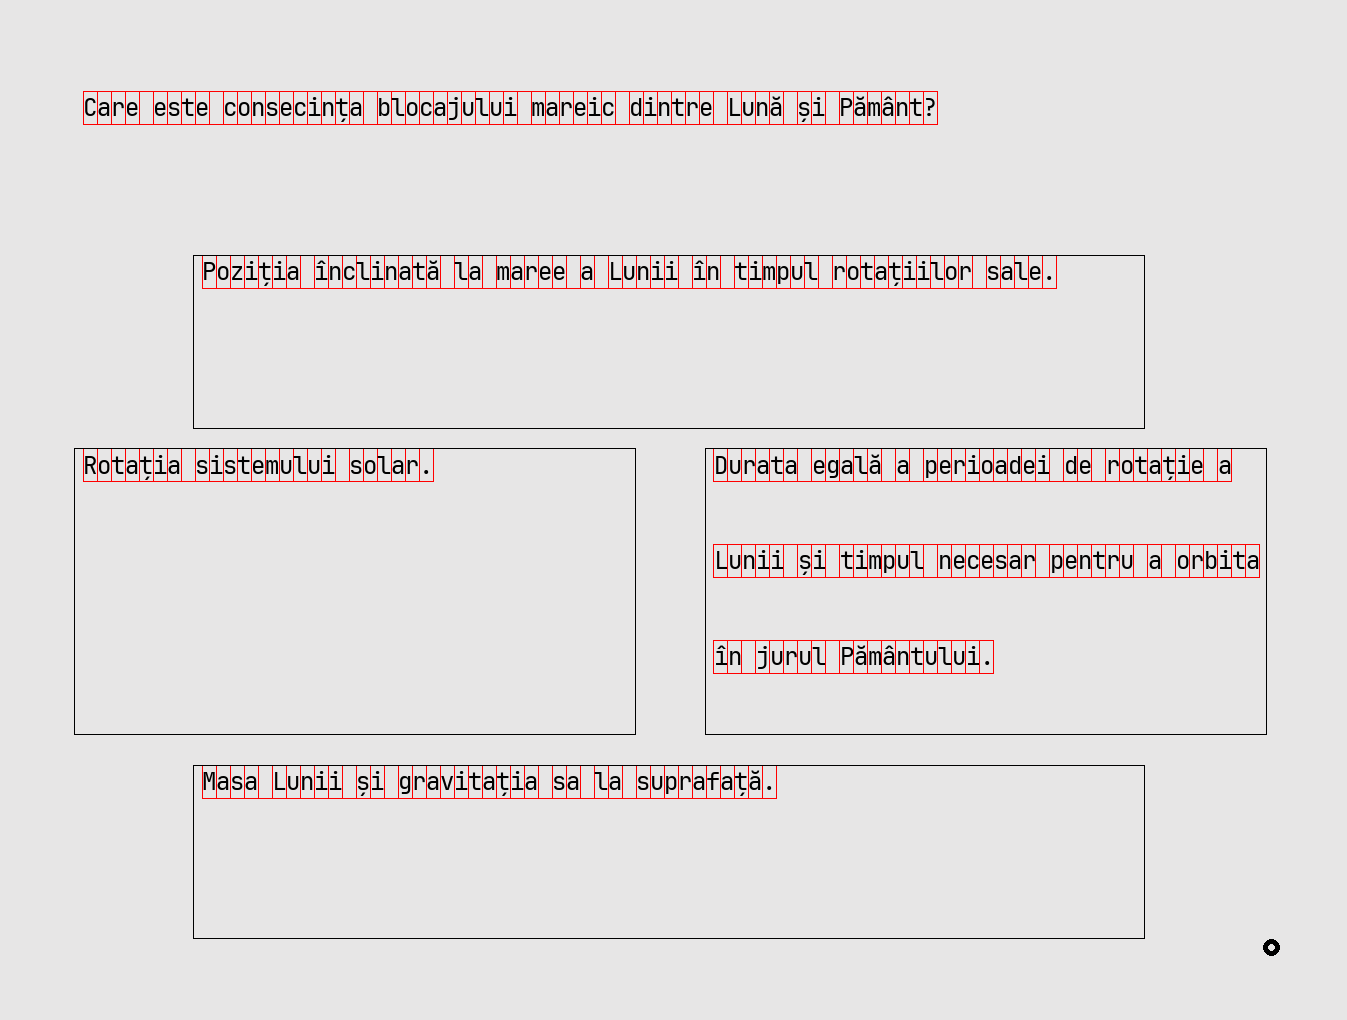 Care este consecința blocajului mareic dintre Lună și Pământ?
Poziția înclinată la maree a Lunii în timpul rotațiilor sale.
Rotația sistemului solar.
Durata egală a perioadei de rotație a
Lunii și timpul necesar pentru a orbita
în jurul Pământului.
Masa Lunii și gravitația sa la suprafață.